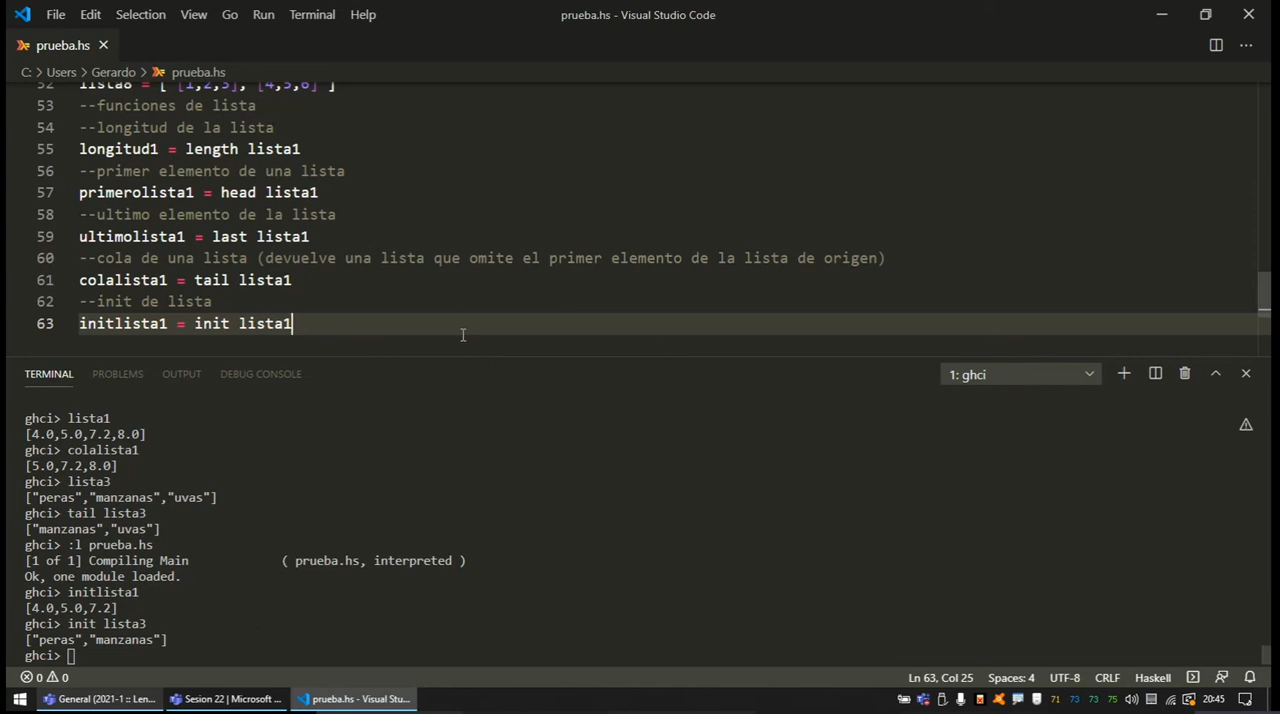 File Edit Selection View Go Run Terminal Help prueba.hs - Visual Studio Code
prueba.hs
C: > Users > Gerardo > prueba.hs
52 lista8 = [ [1,2,3], [4,5,6] ]
53 --funciones de lista
54 --longitud de la lista
55 longitud1 = length lista1
56 --primer elemento de una lista
57 primerolista1 = head lista1
58 --ultimo elemento de la lista
59 ultimolista1 = last lista1
60 --cola de una lista (devuelve una lista que omite el primer elemento de la lista de origen)
61 colalista1 = tail lista1
62 --init de lista
63 initlista1 = init lista1
TERMINAL PROBLEMS OUTPUT DEBUG CONSOLE 1: ghci
ghci> lista1
[4.0,5.0,7.2,8.0]
ghci> colalista1
[5.0,7.2,8.0]
ghci> lista3
["peras","manzanas","uvas"]
ghci> tail lista3
["manzanas","uvas"]
ghci> :l prueba.hs
[1 of 1] Compiling Main ( prueba.hs, interpreted )
Ok, one module loaded.
ghci> initlista1
[4.0,5.0,7.2]
ghci> init lista3
["peras","manzanas"]
ghci>
0 0 Ln 63, Col 25 Spaces: 4 UTF-8 CRLF Haskell
General (2021-1 :: Len... Sesion 22 | Microsoft ... prueba.hs - Visual Stu... 71 73 73 75 20:45